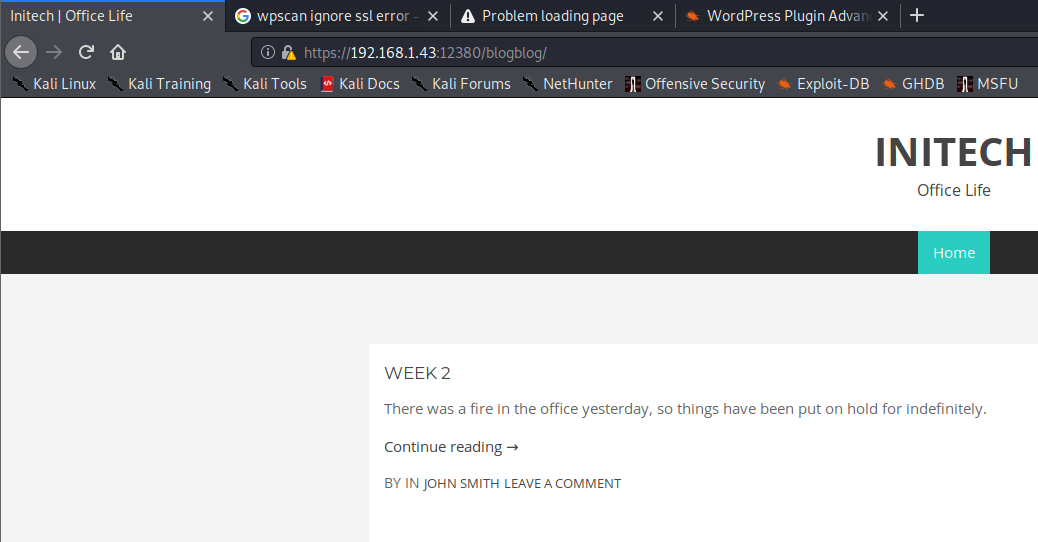 Initech | Office Life wpscan ignore ssl error - Problem loading page WordPress Plugin Advan
https://192.168.1.43:12380/blogblog/
Kali Linux Kali Training Kali Tools Kali Docs Kali Forums NetHunter Offensive Security Exploit-DB GHDB MSFU
INITECH
Office Life
Home
WEEK 2
There was a fire in the office yesterday, so things have been put on hold for indefinitely.
Continue reading →
BY IN JOHN SMITH LEAVE A COMMENT